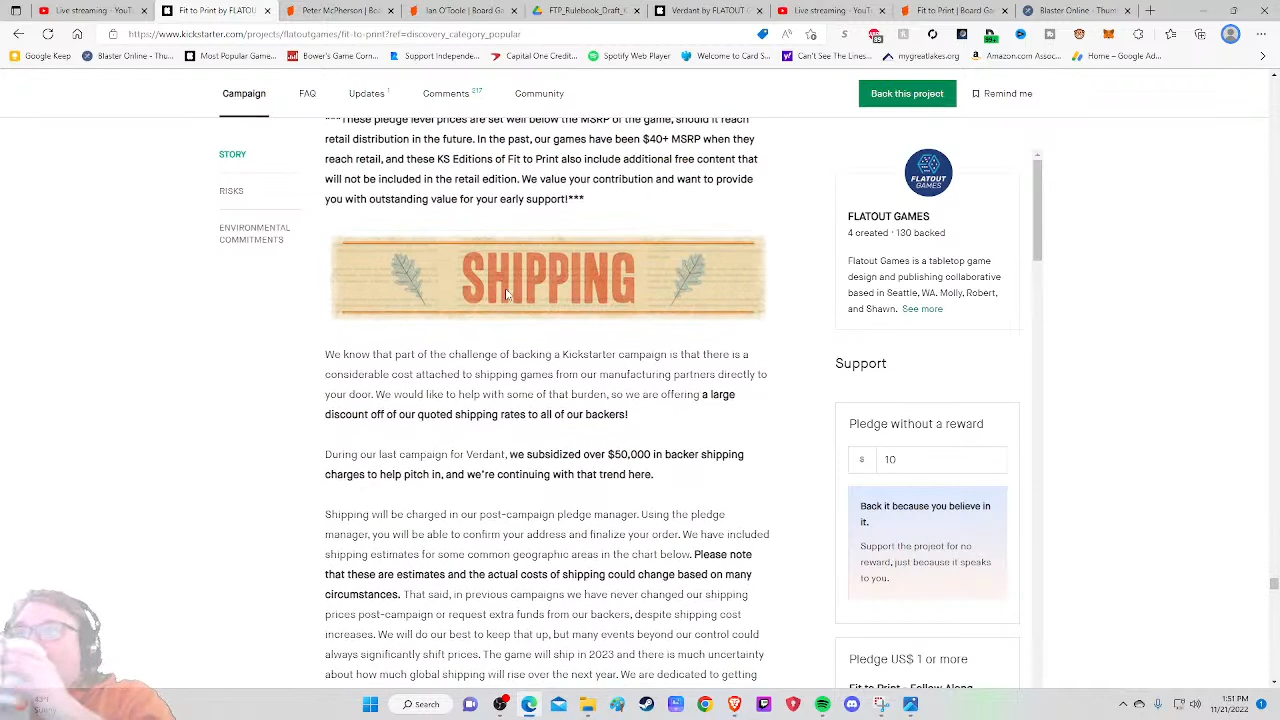 Live streaming - YouTu
Fit to Print by FLATOU
Peter McPherson | Boa
Ian O'Toole | Board Ga
FTP_Rulebook_Draft_
Verdant by FLATOUT
Live streaming
Fit to Print | Board G
Blaster Online - Thun
https://www.kickstarter.com/projects/flatoutgames/fit-to-print?ref=discovery_category_popular
Google Keep
Blaster Online Thu...
Most Popular Game...
Bower's Game Corn...
Support Independe...
Capital One Credit...
Spotify Web Player
Welcome to Card S...
Can't See The Lines...
mygreatlakes.org
Amazon.com Assoc...
Home – Google Ad...
Campaign
FAQ
Updates 1
Comments 317
Community
Back this project
Remind me
STORY
RISKS
ENVIRONMENTAL
COMMITMENTS
***These pledge level prices are set well below the MSRP of the game, should it reach
retail distribution in the future. In the past, our games have been $40+ MSRP when they
reach retail, and these KS Editions of Fit to Print also include additional free content that
will not be included in the retail edition. We value your contribution and want to provide
you with outstanding value for your early support!***
SHIPPING
We know that part of the challenge of backing a Kickstarter campaign is that there is a
considerable cost attached to shipping games from our manufacturing partners directly to
your door. We would like to help with some of that burden, so we are offering a large
discount off of our quoted shipping rates to all of our backers!
During our last campaign for Verdant, we subsidized over $50,000 in backer shipping
charges to help pitch in, and we're continuing with that trend here.
Shipping will be charged in our post-campaign pledge manager. Using the pledge
manager, you will be able to confirm your address and finalize your order. We have included
shipping estimates for some common geographic areas in the chart below. Please note
that these are estimates and the actual costs of shipping could change based on many
circumstances. That said, in previous campaigns we have never changed our shipping
prices post-campaign or request extra funds from our backers, despite shipping cost
increases. We will do our best to keep that up, but many events beyond our control could
always significantly shift prices. The game will ship in 2023 and there is much uncertainty
about how much global shipping will rise over the next year. We are dedicated to getting
FLATOUT
GAMES
FLATOUT GAMES
4 created · 130 backed
Flatout Games is a tabletop game
design and publishing collaborative
based in Seattle, WA. Molly, Robert,
and Shawn. See more
Support
Pledge without a reward
$ 10
Back it because you believe in
it.
Support the project for no
reward, just because it speaks
to you.
Pledge US$ 1 or more
Fit to Print - Follow Along
Search
1:51 PM
11/21/2022